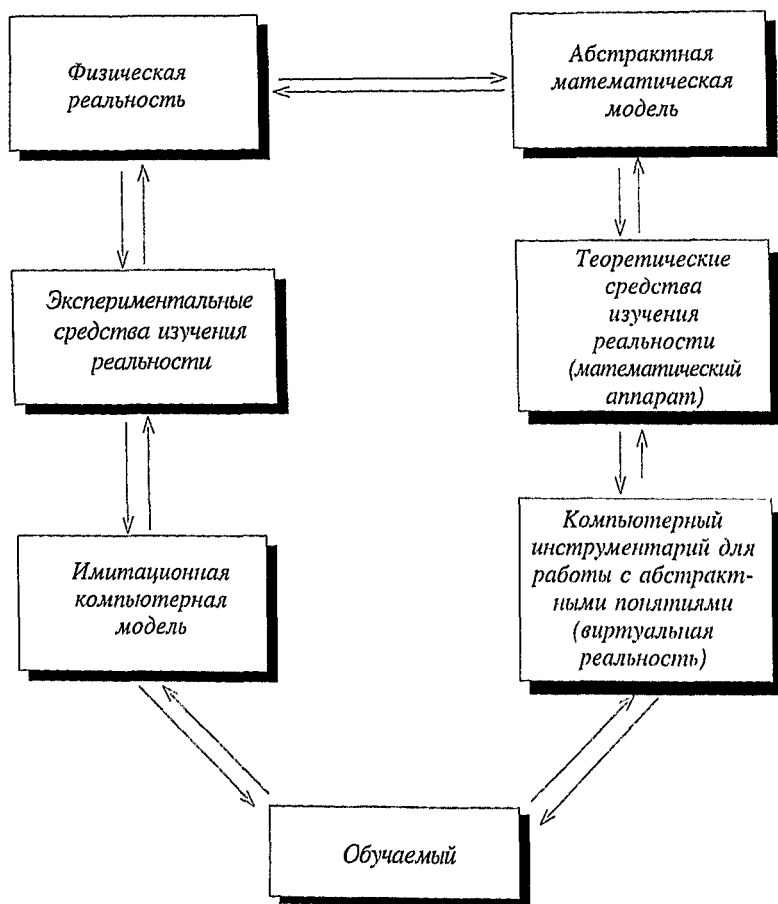 Физическая
реальность
Абстрактная
математическая
модель
Экспериментальные
средства изучения
реальности
Теоретические
средства
изучения
реальности
(математический
аппарат)
Имитационная
компьютерная
модель
Компьютерный
инструментарий для
работы с абстракт-
ными понятиями
(виртуальная
реальность)
Обучаемый